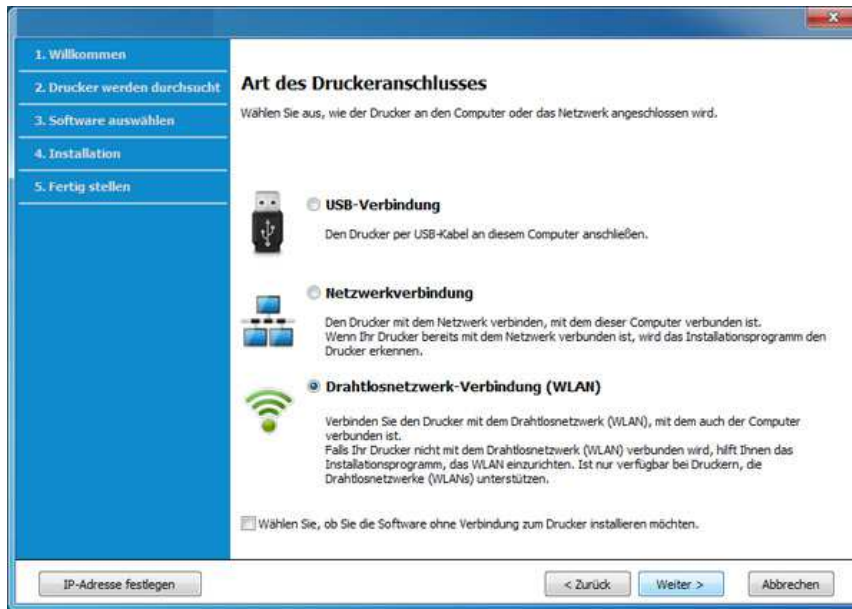 1. Willkommen
2. Drucker werden durchsucht
3. Software auswählen
4. Installation
5. Fertig stellen
Art des Druckeranschlusses
Wählen Sie aus, wie der Drucker an den Computer oder das Netzwerk angeschlossen wird.
USB-Verbindung
Den Drucker per USB-Kabel an diesem Computer anschließen.
Netzwerkverbindung
Den Drucker mit dem Netzwerk verbinden, mit dem dieser Computer verbunden ist.
Wenn Ihr Drucker bereits mit dem Netzwerk verbunden ist, wird das Installationsprogramm den
Drucker erkennen.
Drahtlosnetzwerk-Verbindung (WLAN)
Verbinden Sie den Drucker mit dem Drahtlosnetzwerk (WLAN), mit dem auch der Computer
verbunden ist.
Falls Ihr Drucker nicht mit dem Drahtlosnetzwerk (WLAN) verbunden wird, hilft Ihnen das
Installationsprogramm, das WLAN einzurichten. Ist nur verfügbar bei Druckern, die
Drahtlosnetzwerke (WLANs) unterstützen.
Wählen Sie, ob Sie die Software ohne Verbindung zum Drucker installieren möchten.
IP-Adresse festlegen
< Zurück
Weiter >
Abbrechen